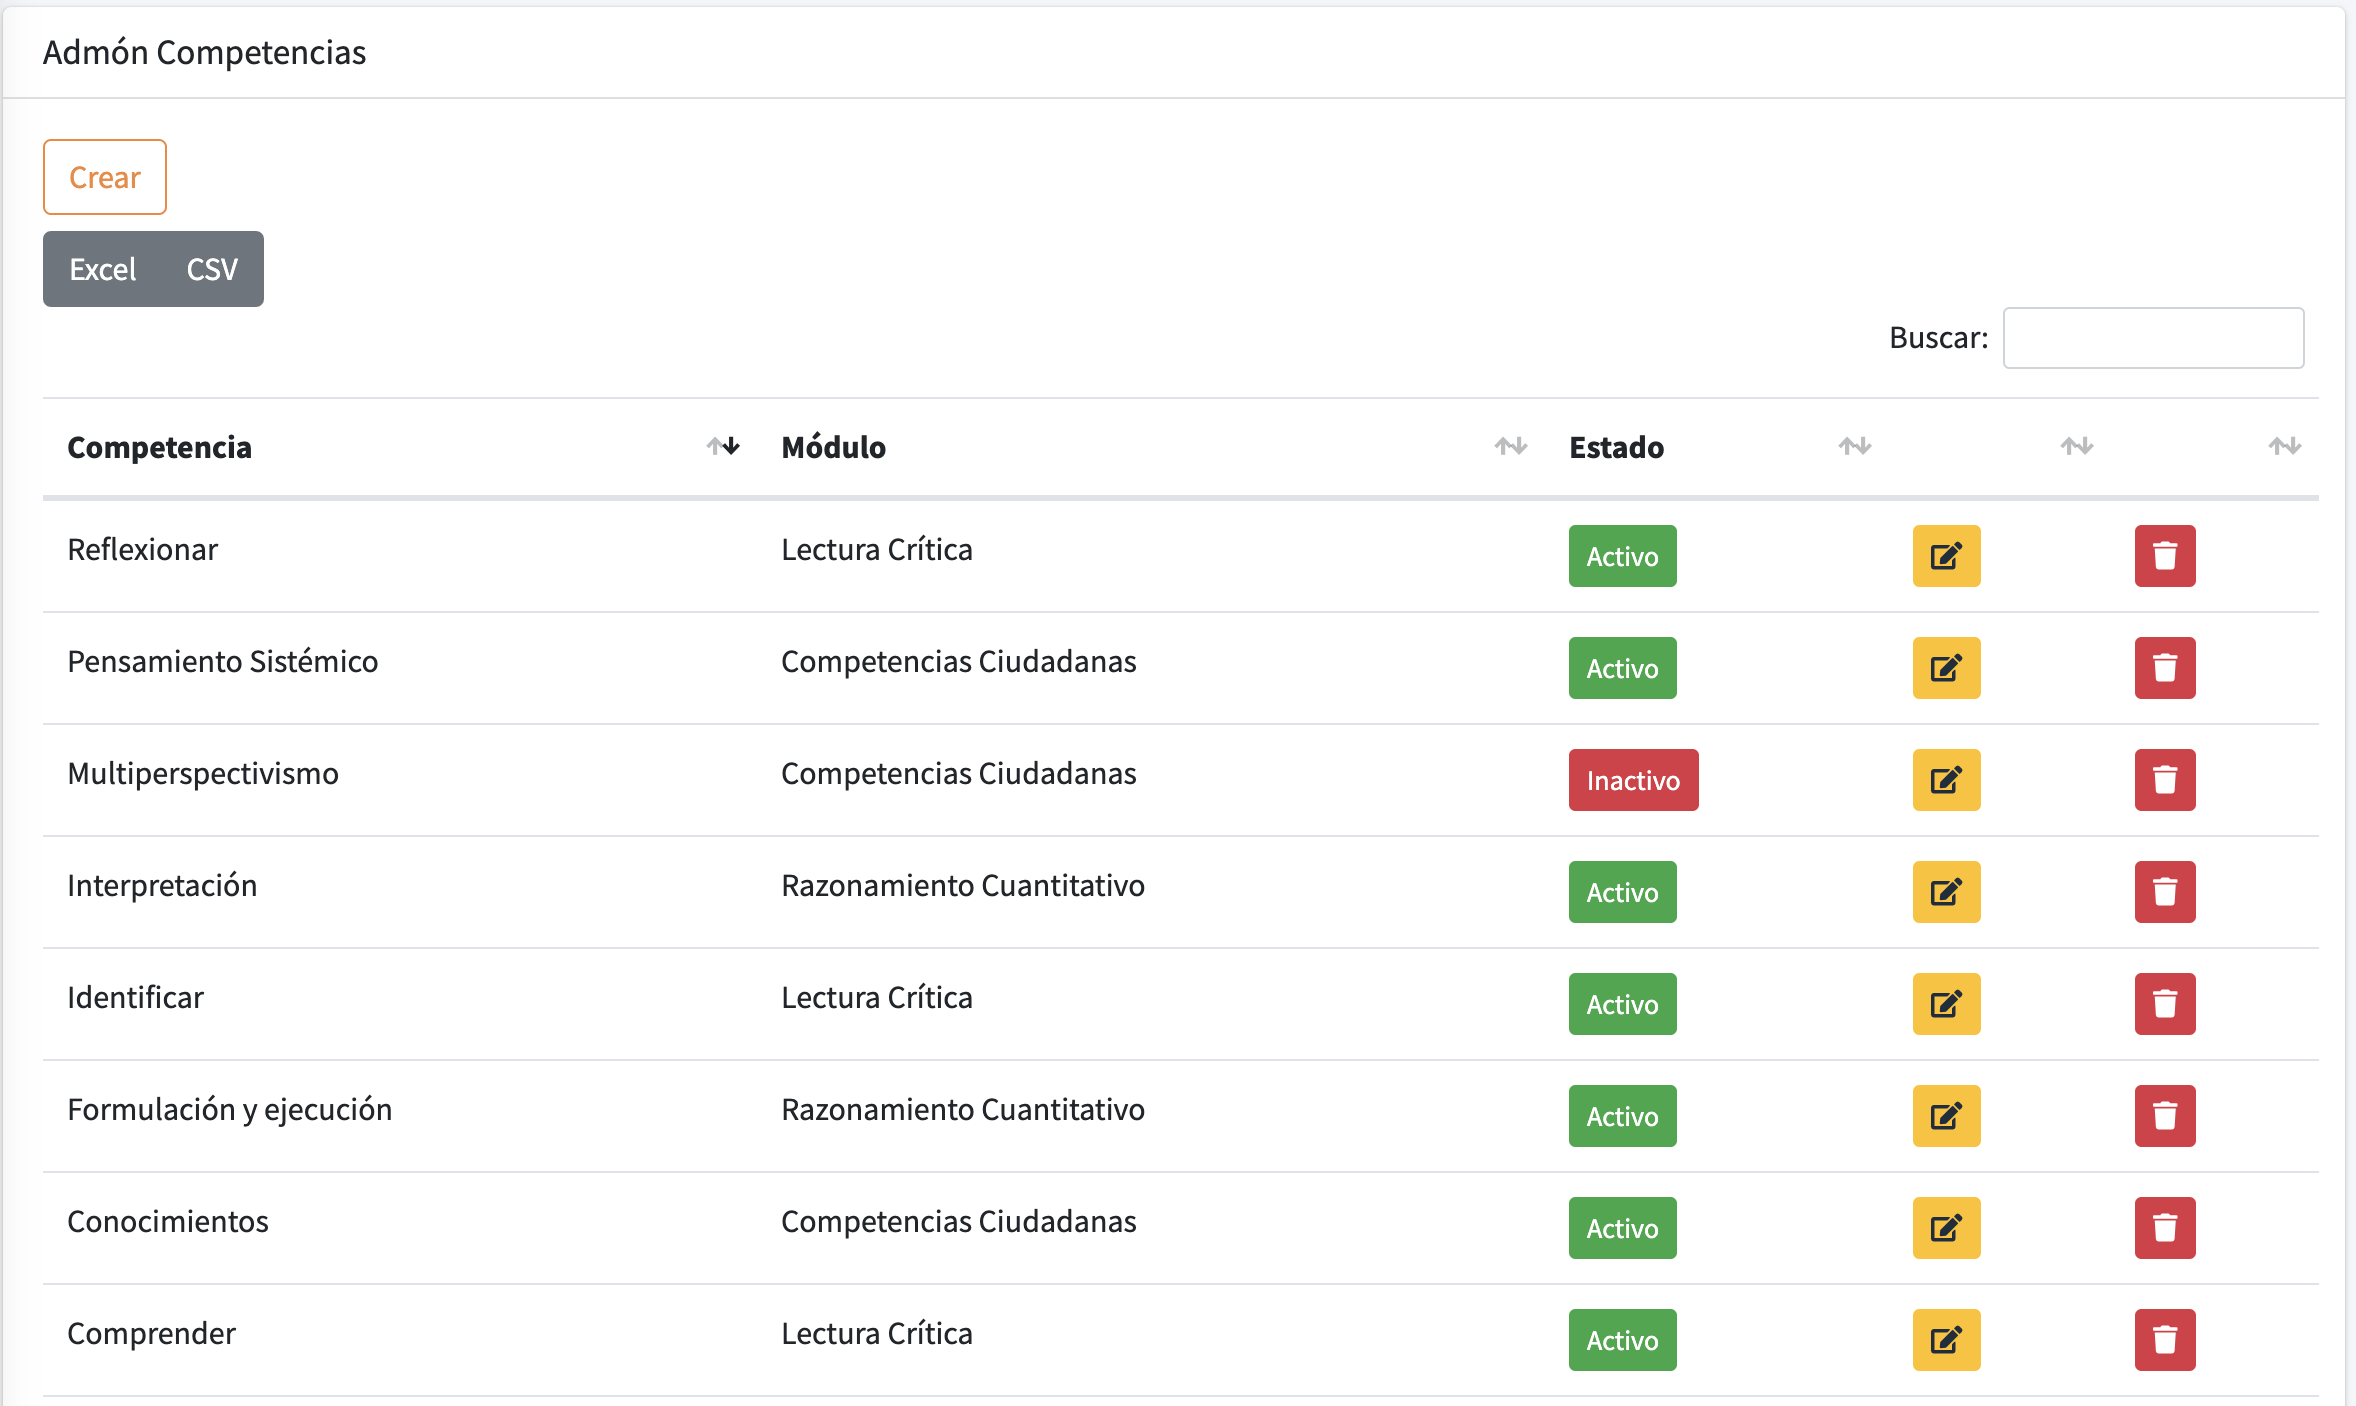 Admón Competencias
Crear
Excel CSV
Buscar:
Competencia Módulo Estado
Reflexionar Lectura Crítica Activo
Pensamiento Sistémico Competencias Ciudadanas Activo
Multiperspectivismo Competencias Ciudadanas Inactivo
Interpretación Razonamiento Cuantitativo Activo
Identificar Lectura Crítica Activo
Formulación y ejecución Razonamiento Cuantitativo Activo
Conocimientos Competencias Ciudadanas Activo
Comprender Lectura Crítica Activo